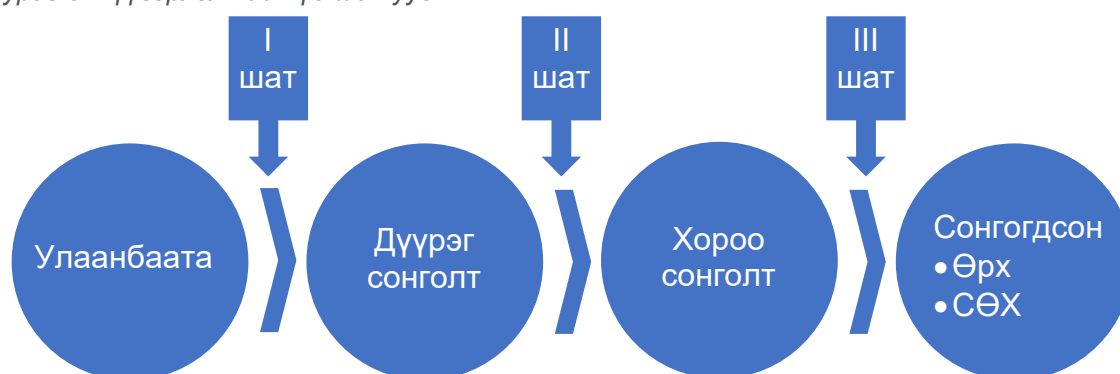 I
шат
II
шат
III
шат
Улаанбаата
Дүүрэг
сонголт
Хороо
сонголт
Сонгогдсон
• Өрх
• СӨХ